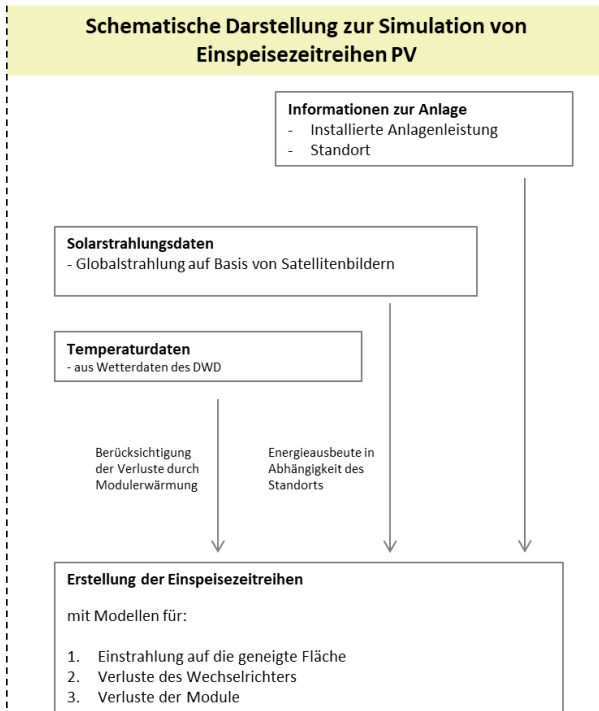 Schematische Darstellung zur Simulation von
Einspeisezeitreihen PV
Informationen zur Anlage
- Installierte Anlagenleistung
- Standort
Solarstrahlungsdaten
- Globalstrahlung auf Basis von Satellitenbildern
Temperaturdaten
- aus Wetterdaten des DWD
Berücksichtigung
der Verluste durch
Modulerwärmung
Energieausbeute in
Abhängigkeit des
Standorts
Erstellung der Einspeisezeitreihen
mit Modellen für:
1. Einstrahlung auf die geneigte Fläche
2. Verluste des Wechselrichters
3. Verluste der Module